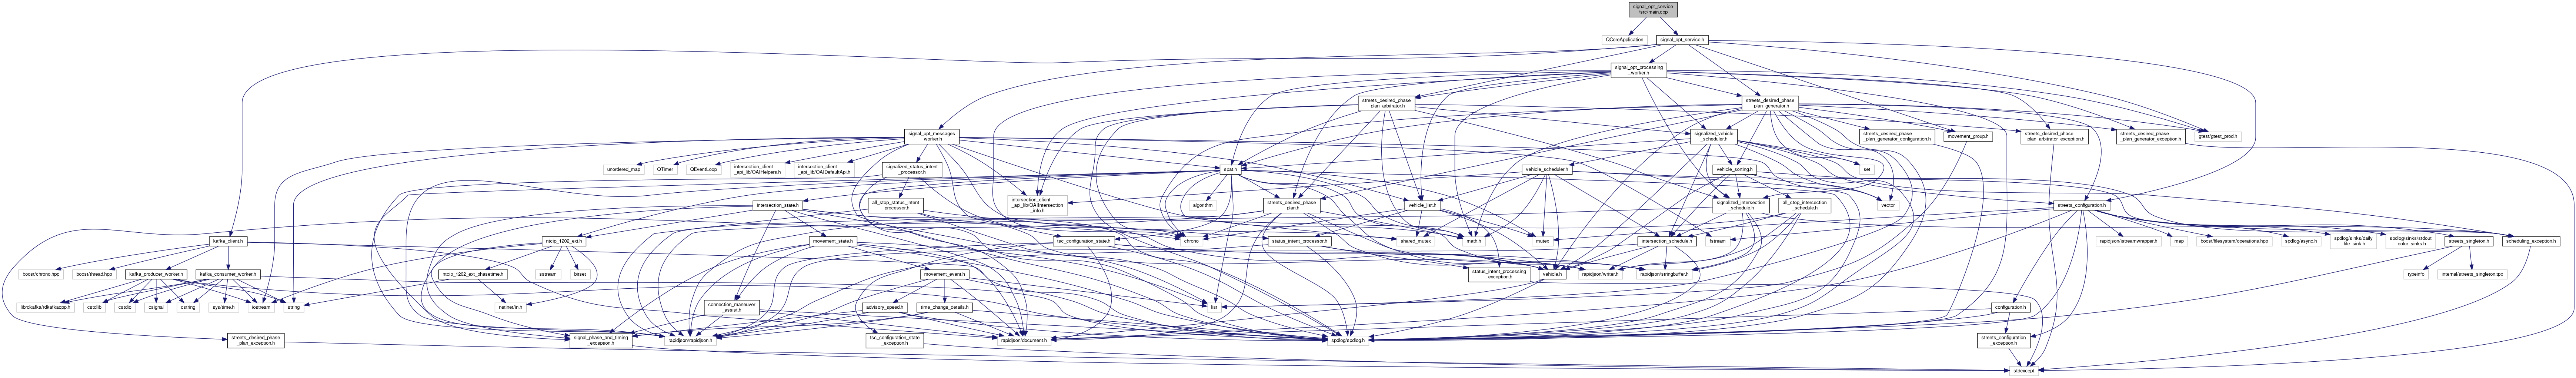 signal_opt_service
/src/main.cpp
QCoreApplication
signal_opt_service.h
signal_opt_processing
_worker.h
streets_desired_phase
_plan_arbitrator.h
streets_desired_phase
_plan_generator.h
signal_opt_messages
_worker.h
signalized_vehicle
_scheduler.h
streets_desired_phase
_plan_generator_configuration.h
movement_group.h
streets_desired_phase
_plan_arbitrator_exception.h
streets_desired_phase
_plan_generator_exception.h
gtest/gtest_prod.h
unordered_map
QTimer
QEventLoop
intersection_client
_api_lib/OAIHelpers.h
intersection_client
_api_lib/OAIDefaultApi.h
signalized_status_intent
_processor.h
spat.h
vehicle_scheduler.h
vehicle_sorting.h
set
intersection_state.h
all_stop_status_intent
_processor.h
algorithm
intersection_client
_api_lib/OAIIntersection
_info.h
streets_desired_phase
_plan.h
vehicle_list.h
signalized_intersection
_schedule.h
all_stop_intersection
_schedule.h
vector
streets_configuration.h
kafka_client.h
ntcip_1202_ext.h
movement_state.h
tsc_configuration_state.h
chrono
status_intent_processor.h
shared_mutex
math.h
mutex
intersection_schedule.h
fstream
rapidjson/istreamwrapper.h
map
boost/filesystem/operations.hpp
spdlog/async.h
spdlog/sinks/daily
_file_sink.h
spdlog/sinks/stdout
_color_sinks.h
streets_singleton.h
scheduling_exception.h
boost/chrono.hpp
boost/thread.hpp
kafka_producer_worker.h
kafka_consumer_worker.h
ntcip_1202_ext_phasetime.h
sstream
bitset
movement_event.h
status_intent_processing
_exception.h
vehicle.h
rapidjson/writer.h
rapidjson/stringbuffer.h
typeinfo
internal/streets_singleton.tpp
librdkafka/rdkafkacpp.h
cstdlib
cstdio
csignal
cstring
sys/time.h
iostream
string
netinet/in.h
connection_maneuver
_assist.h
advisory_speed.h
time_change_details.h
list
configuration.h
streets_desired_phase
_plan_exception.h
signal_phase_and_timing
_exception.h
rapidjson/rapidjson.h
tsc_configuration_state
_exception.h
rapidjson/document.h
spdlog/spdlog.h
streets_configuration
_exception.h
stdexcept